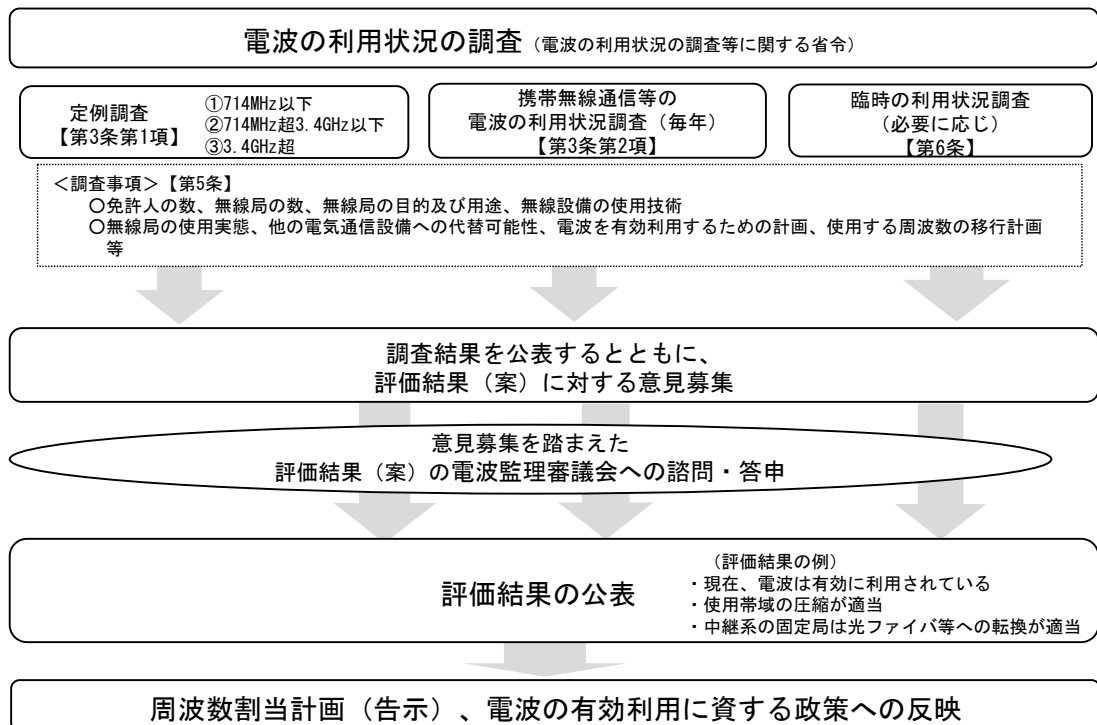 電波の利用状況の調査（電波の利用状況の調査等に関する省令）
定例調査
【第3条第1項】
①714MHz以下
②714MHz超3.4GHz以下
③3.4GHz超
携帯無線通信等の
電波の利用状況調査（毎年）
【第3条第2項】
臨時の利用状況調査
（必要に応じ）
【第6条】
＜調査事項＞【第5条】
○免許人の数、無線局の数、無線局の目的及び用途、無線設備の使用技術
○無線局の使用実態、他の電気通信設備への代替可能性、電波を有効利用するための計画、使用する周波数の移行計画
等
調査結果を公表するとともに、
評価結果（案）に対する意見募集
意見募集を踏まえた
評価結果（案）の電波監理審議会への諮問・答申
評価結果の公表
（評価結果の例）
・現在、電波は有効に利用されている
・使用帯域の圧縮が適当
・中継系の固定局は光ファイバ等への転換が適当
周波数割当計画（告示）、電波の有効利用に資する政策への反映